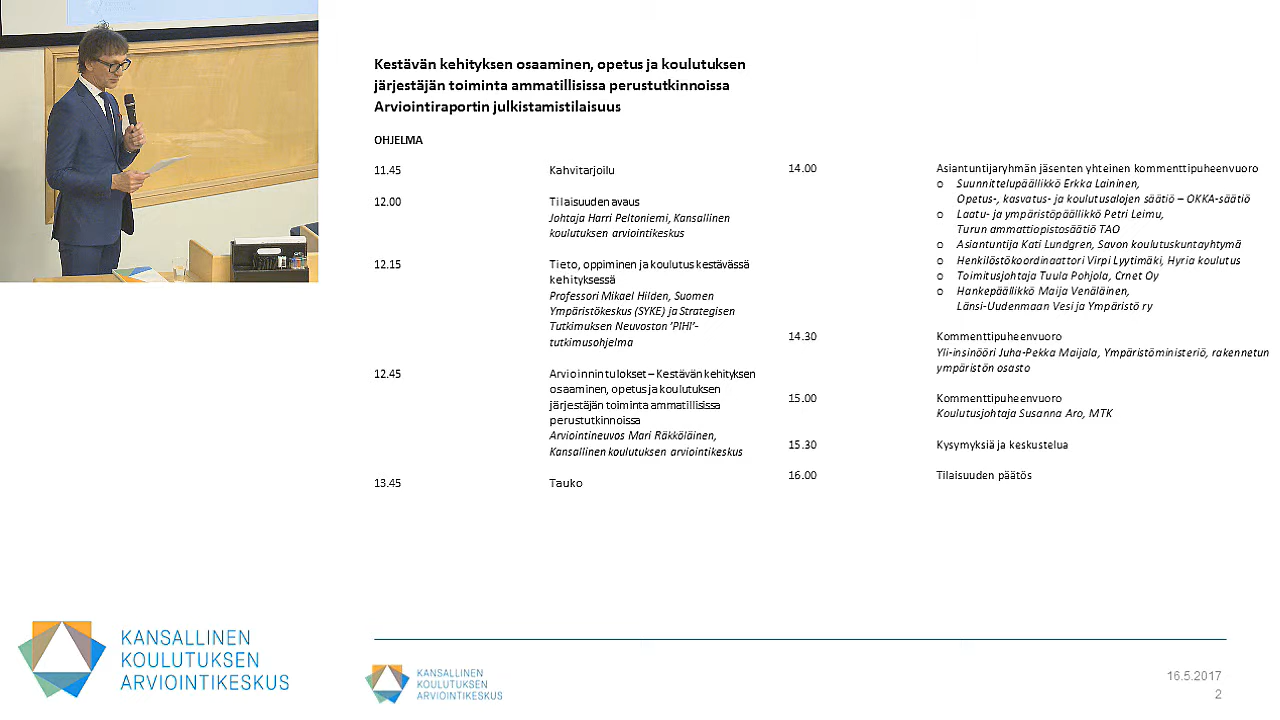 Kestävän kehityksen osaaminen, opetus ja koulutuksen
järjestäjän toiminta ammatillisissa perustutkinnoissa
Arviointiraportin julkistamistilaisuus
OHJELMA
11.45 Kahvitarjoilu
12.00 Tilaisuuden avaus
Johtaja Harri Peltoniemi, Kansallinen
koulutuksen arviointikeskus
12.15 Tieto, oppiminen ja koulutus kestävässä
kehityksessä
Professori Mikael Hilden, Suomen
Ympäristökeskus (SYKE) ja Strategisen
Tutkimuksen Neuvoston ’PIHI’-
tutkimusohjelma
12.45 Arvioinnin tulokset – Kestävän kehityksen
osaaminen, opetus ja koulutuksen
järjestäjän toiminta ammatillisissa
perustutkinnoissa
Arviointineuvos Mari Räkköläinen,
Kansallinen koulutuksen arviointikeskus
13.45 Tauko
14.00 Asiantuntijaryhmän jäsenten yhteinen kommenttipuheenvuoro
o Suunnittelupäällikkö Erkka Laininen,
Opetus-, kasvatus- ja koulutusalojen säätiö – OKKA-säätiö
o Laatu- ja ympäristöpäällikkö Petri Leimu,
Turun ammattiopistosäätiö TAO
o Asiantuntija Kati Lundgren, Savon koulutuskuntayhtymä
o Henkilöstökoordinaattori Virpi Lyytimäki, Hyria koulutus
o Toimitusjohtaja Tuula Pohjola, Crnet Oy
o Hankepäällikkö Maija Venäläinen,
Länsi-Uudenmaan Vesi ja Ympäristö ry
14.30 Kommenttipuheenvuoro
Yli-insinööri Juha-Pekka Maijala, Ympäristöministeriö, rakennetun
ympäristön osasto
15.00 Kommenttipuheenvuoro
Koulutusjohtaja Susanna Aro, MTK
15.30 Kysymyksiä ja keskustelua
16.00 Tilaisuuden päätös
KANSALLINEN
KOULUTUKSEN
ARVIOINTIKESKUS
KANSALLINEN
KOULUTUKSEN
ARVIOINTIKESKUS
16.5.2017
2